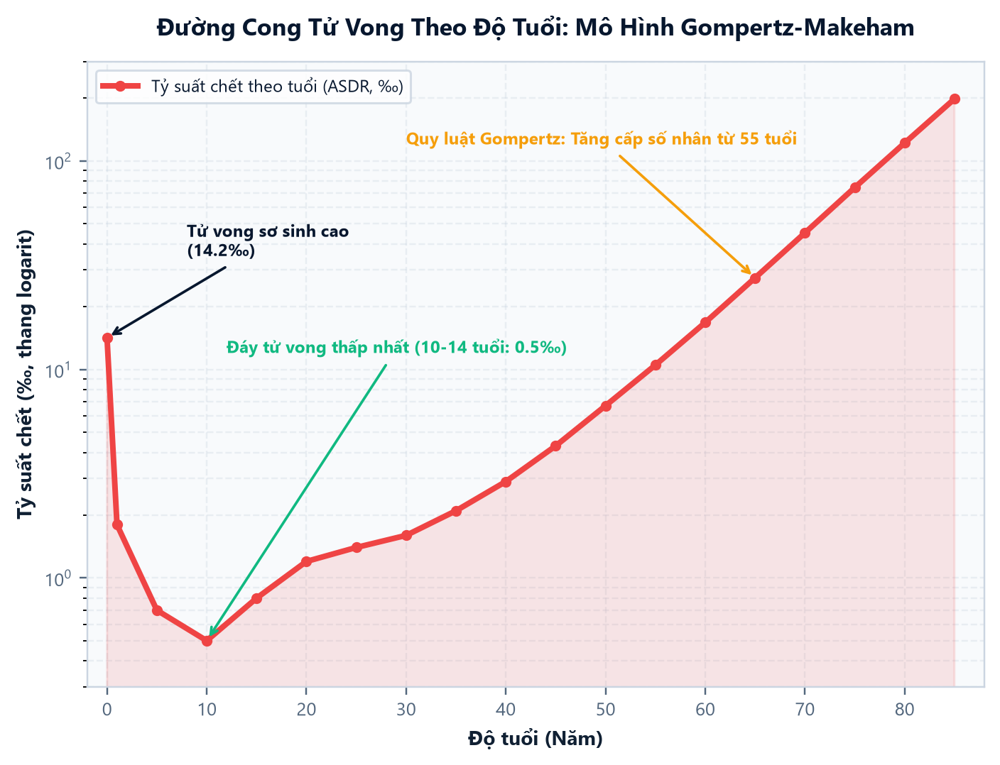 Đường Cong Tử Vong Theo Độ Tuổi: Mô Hình Gompertz-Makeham
Tỷ suất chết theo tuổi (ASDR, ‰)
Quy luật Gompertz: Tăng cấp số nhân từ 55 tuổi
Tử vong sơ sinh cao
(14.2‰)
Đáy tử vong thấp nhất (10-14 tuổi: 0.5‰)
Tỷ suất chết (‰, thang logarit)
10²
10¹
10⁰
0 10 20 30 40 50 60 70 80
Độ tuổi (Năm)